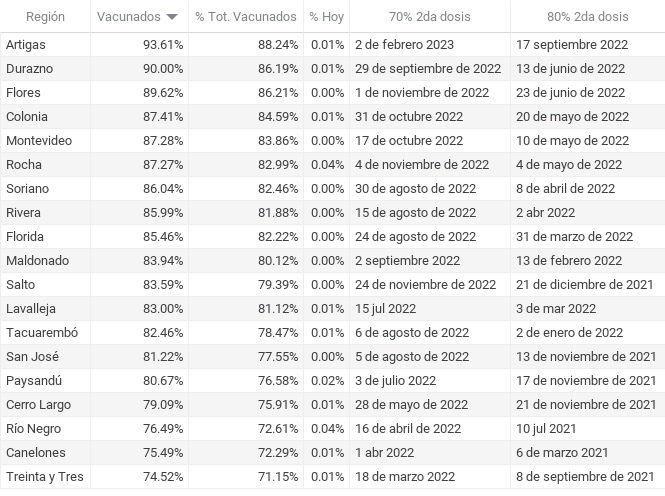 Región Vacunados % Tot. Vacunados % Hoy 70% 2da dosis 80% 2da dosis
Artigas 93.61% 88.24% 0.01% 2 de febrero 2023 17 septiembre 2022
Durazno 90.00% 86.19% 0.01% 29 de septiembre de 2022 13 de junio de 2022
Flores 89.62% 86.21% 0.00% 1 de noviembre de 2022 23 de junio de 2022
Colonia 87.41% 84.59% 0.01% 31 de octubre 2022 20 de mayo de 2022
Montevideo 87.28% 83.86% 0.00% 17 de octubre 2022 10 de mayo de 2022
Rocha 87.27% 82.99% 0.04% 4 de noviembre de 2022 4 de mayo de 2022
Soriano 86.04% 82.46% 0.00% 30 de agosto de 2022 8 de abril de 2022
Rivera 85.99% 81.88% 0.00% 15 de agosto de 2022 2 abr 2022
Florida 85.46% 82.22% 0.00% 24 de agosto de 2022 31 de marzo de 2022
Maldonado 83.94% 80.12% 0.00% 2 septiembre 2022 13 de febrero 2022
Salto 83.59% 79.39% 0.00% 24 de noviembre de 2022 21 de diciembre de 2021
Lavalleja 83.00% 81.12% 0.01% 15 jul 2022 3 de mar 2022
Tacuarembó 82.46% 78.47% 0.01% 6 de agosto de 2022 2 de enero de 2022
San José 81.22% 77.55% 0.00% 5 de agosto de 2022 13 de noviembre de 2021
Paysandú 80.67% 76.58% 0.02% 3 de julio 2022 17 de noviembre de 2021
Cerro Largo 79.09% 75.91% 0.01% 28 de mayo de 2022 21 de noviembre de 2021
Río Negro 76.49% 72.61% 0.04% 16 de abril de 2022 10 jul 2021
Canelones 75.49% 72.29% 0.01% 1 abr 2022 6 de marzo 2021
Treinta y Tres 74.52% 71.15% 0.01% 18 de marzo 2022 8 de septiembre de 2021